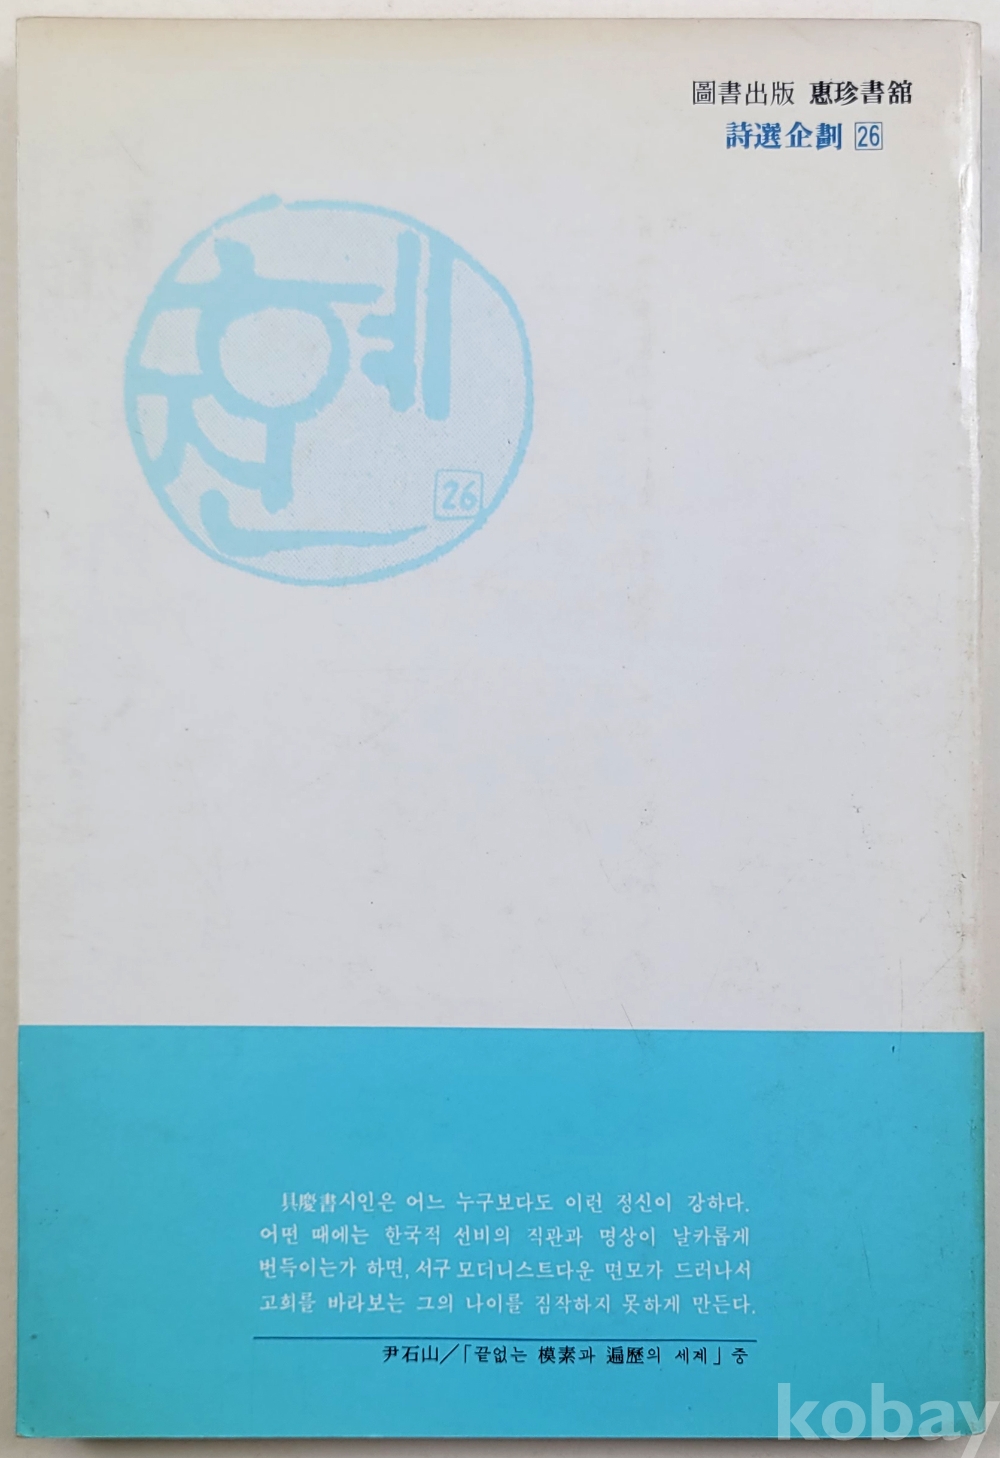 圖書出版 惠珍書舘
詩選企劃 26
혜진
26
具慶書시인은 어느 누구보다도 이런 정신이 강하다.
어떤 때에는 한국적 선비의 직관과 명상이 날카롭게
번득이는가 하면, 서구 모더니스트다운 면모가 드러나서
고희를 바라보는 그의 나이를 짐작하지 못하게 만든다.
尹石山／「끝없는 模素과 遍歷의 세계」중
kobay